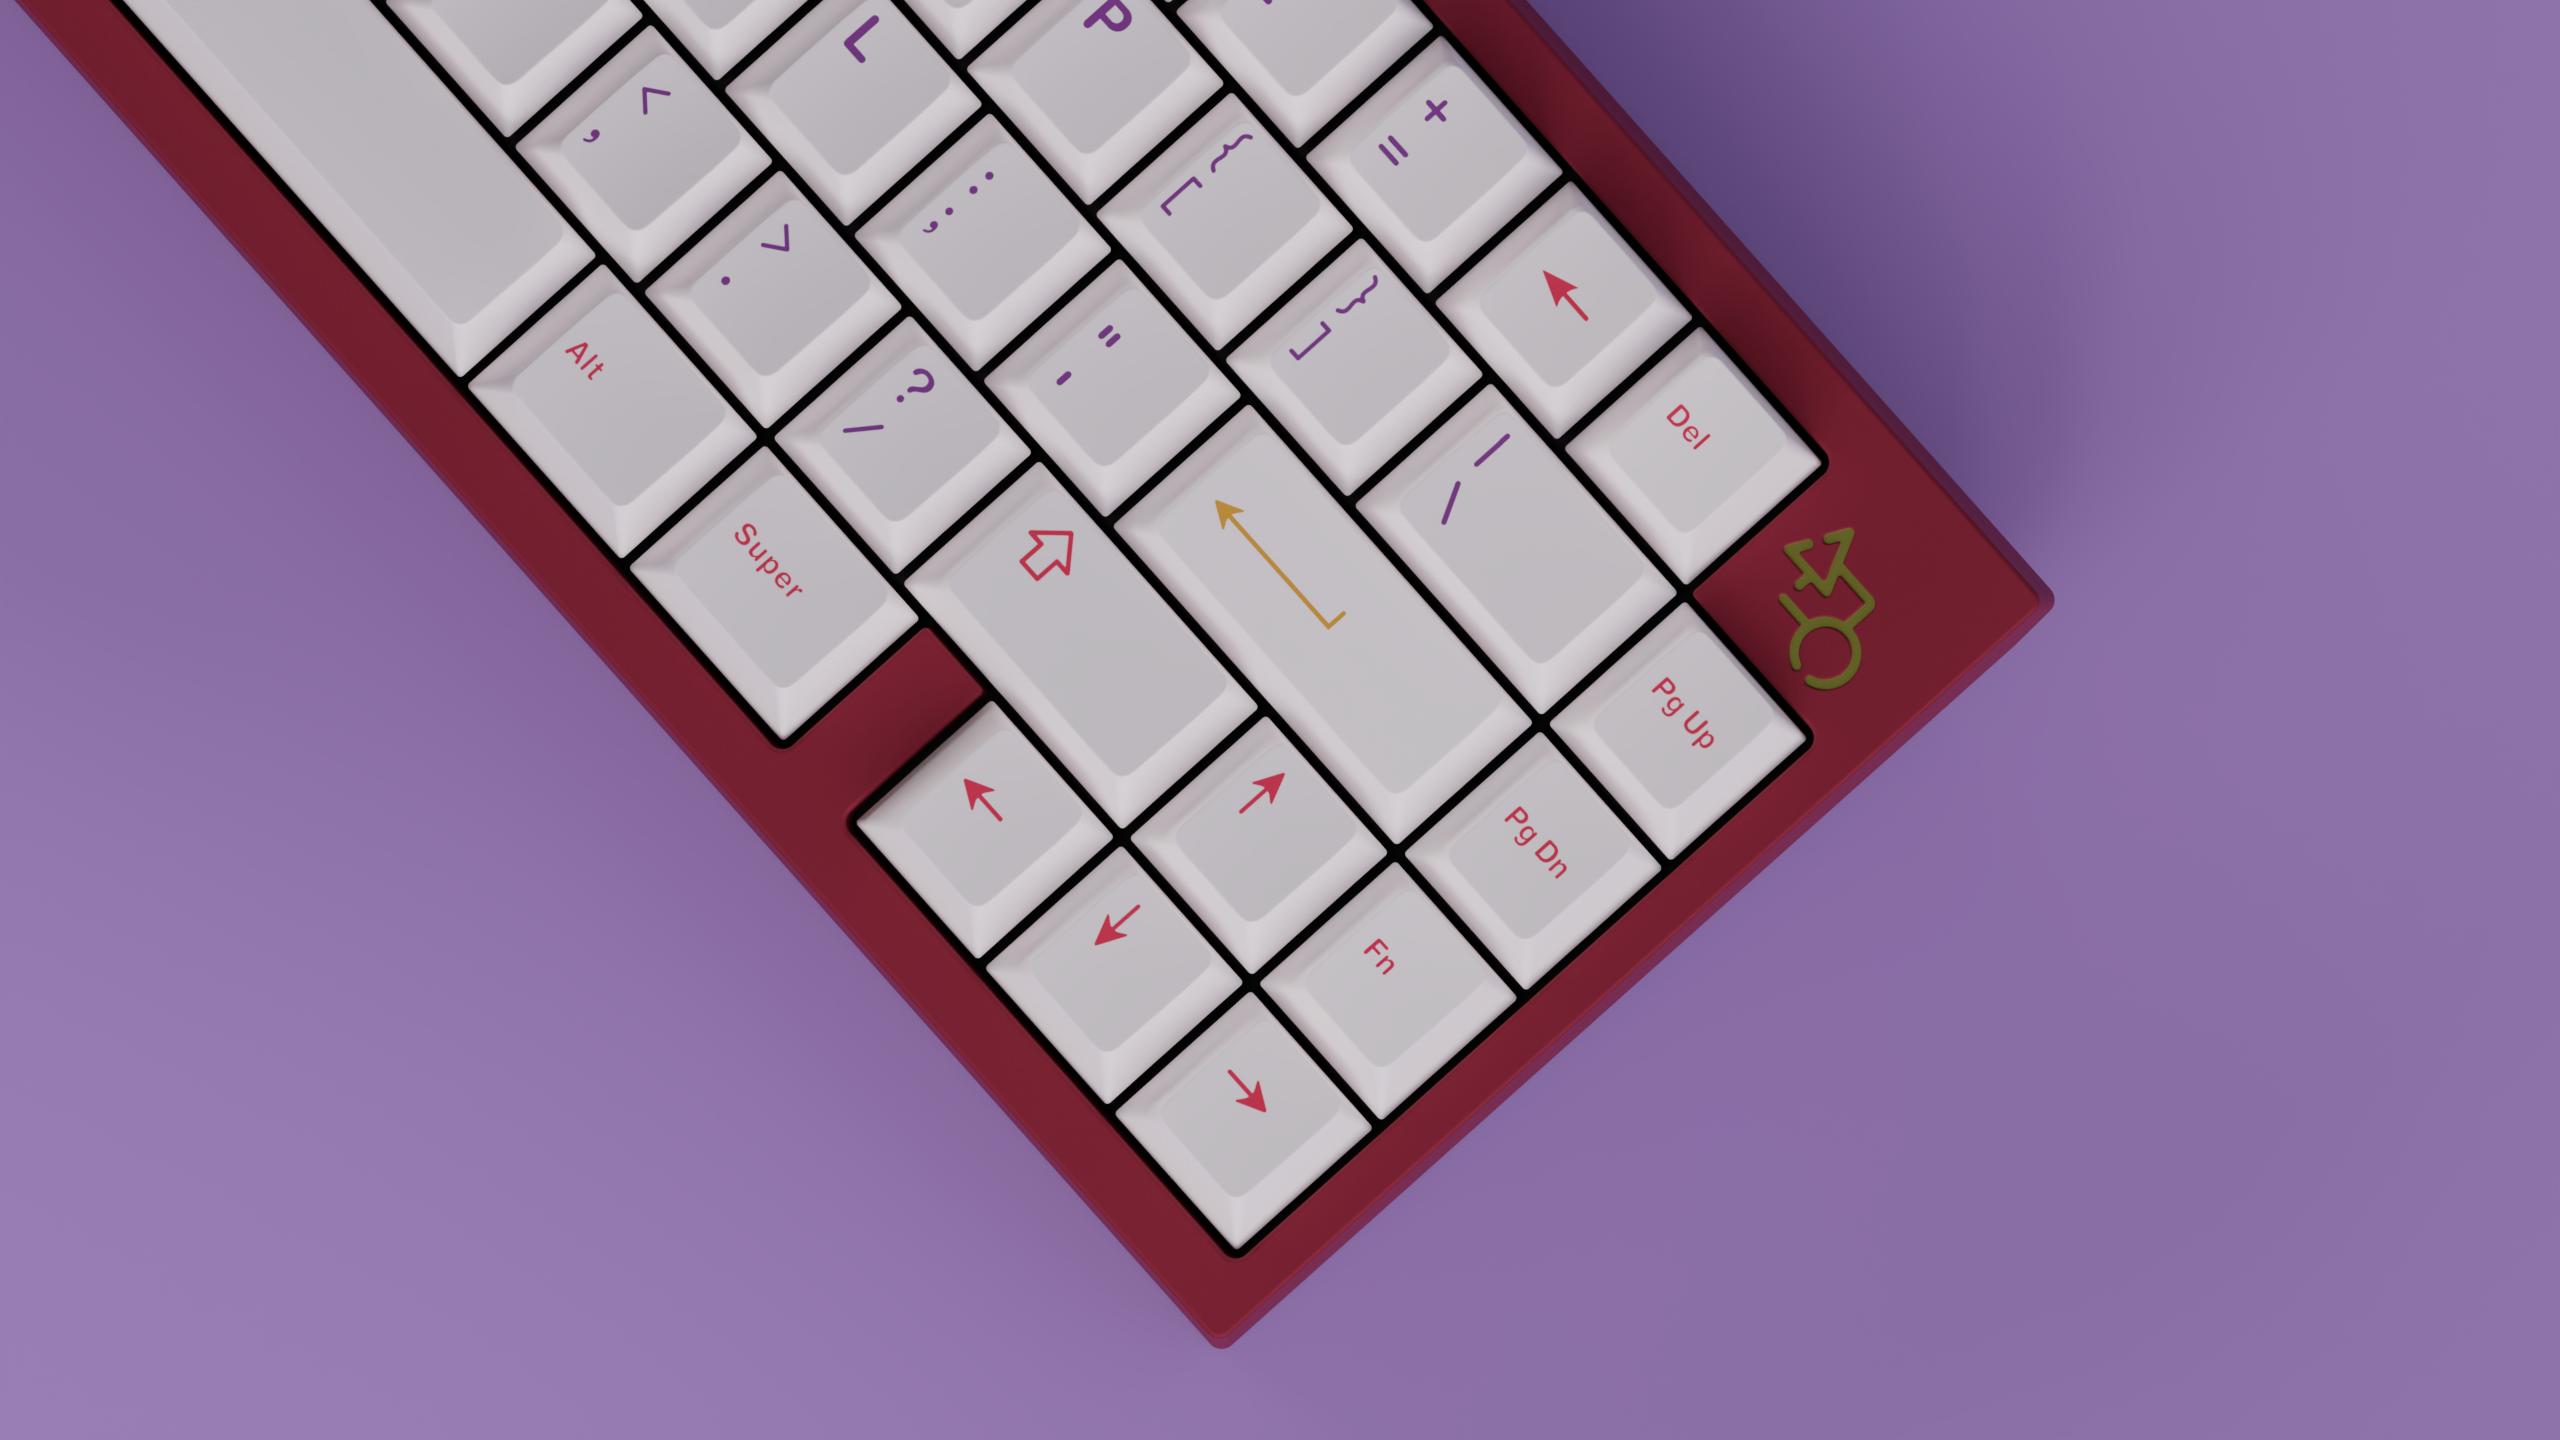 +
=
Del
P
{
[
}
]
|
\
Pg Up
L
:
;
"
'
Pg Dn
<
,
>
.
?
/
Fn
Alt
Super